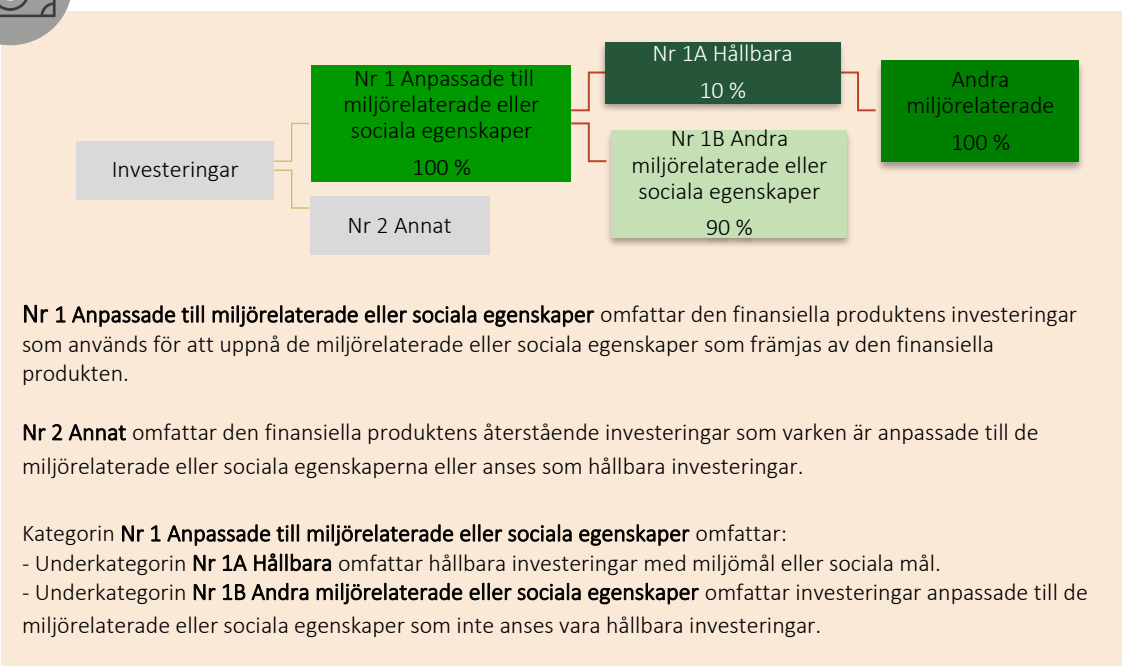 Investeringar
Nr 1 Anpassade till
miljörelaterade eller
sociala egenskaper
100 %
Nr 2 Annat
Nr 1A Hållbara
10 %
Nr 1B Andra
miljörelaterade eller
sociala egenskaper
90 %
Andra
miljörelaterade
100 %
Nr 1 Anpassade till miljörelaterade eller sociala egenskaper omfattar den finansiella produktens investeringar
som används för att uppnå de miljörelaterade eller sociala egenskaper som främjas av den finansiella
produkten.
Nr 2 Annat omfattar den finansiella produktens återstående investeringar som varken är anpassade till de
miljörelaterade eller sociala egenskaperna eller anses som hållbara investeringar.
Kategorin Nr 1 Anpassade till miljörelaterade eller sociala egenskaper omfattar:
- Underkategorin Nr 1A Hållbara omfattar hållbara investeringar med miljömål eller sociala mål.
- Underkategorin Nr 1B Andra miljörelaterade eller sociala egenskaper omfattar investeringar anpassade till de
miljörelaterade eller sociala egenskaper som inte anses vara hållbara investeringar.